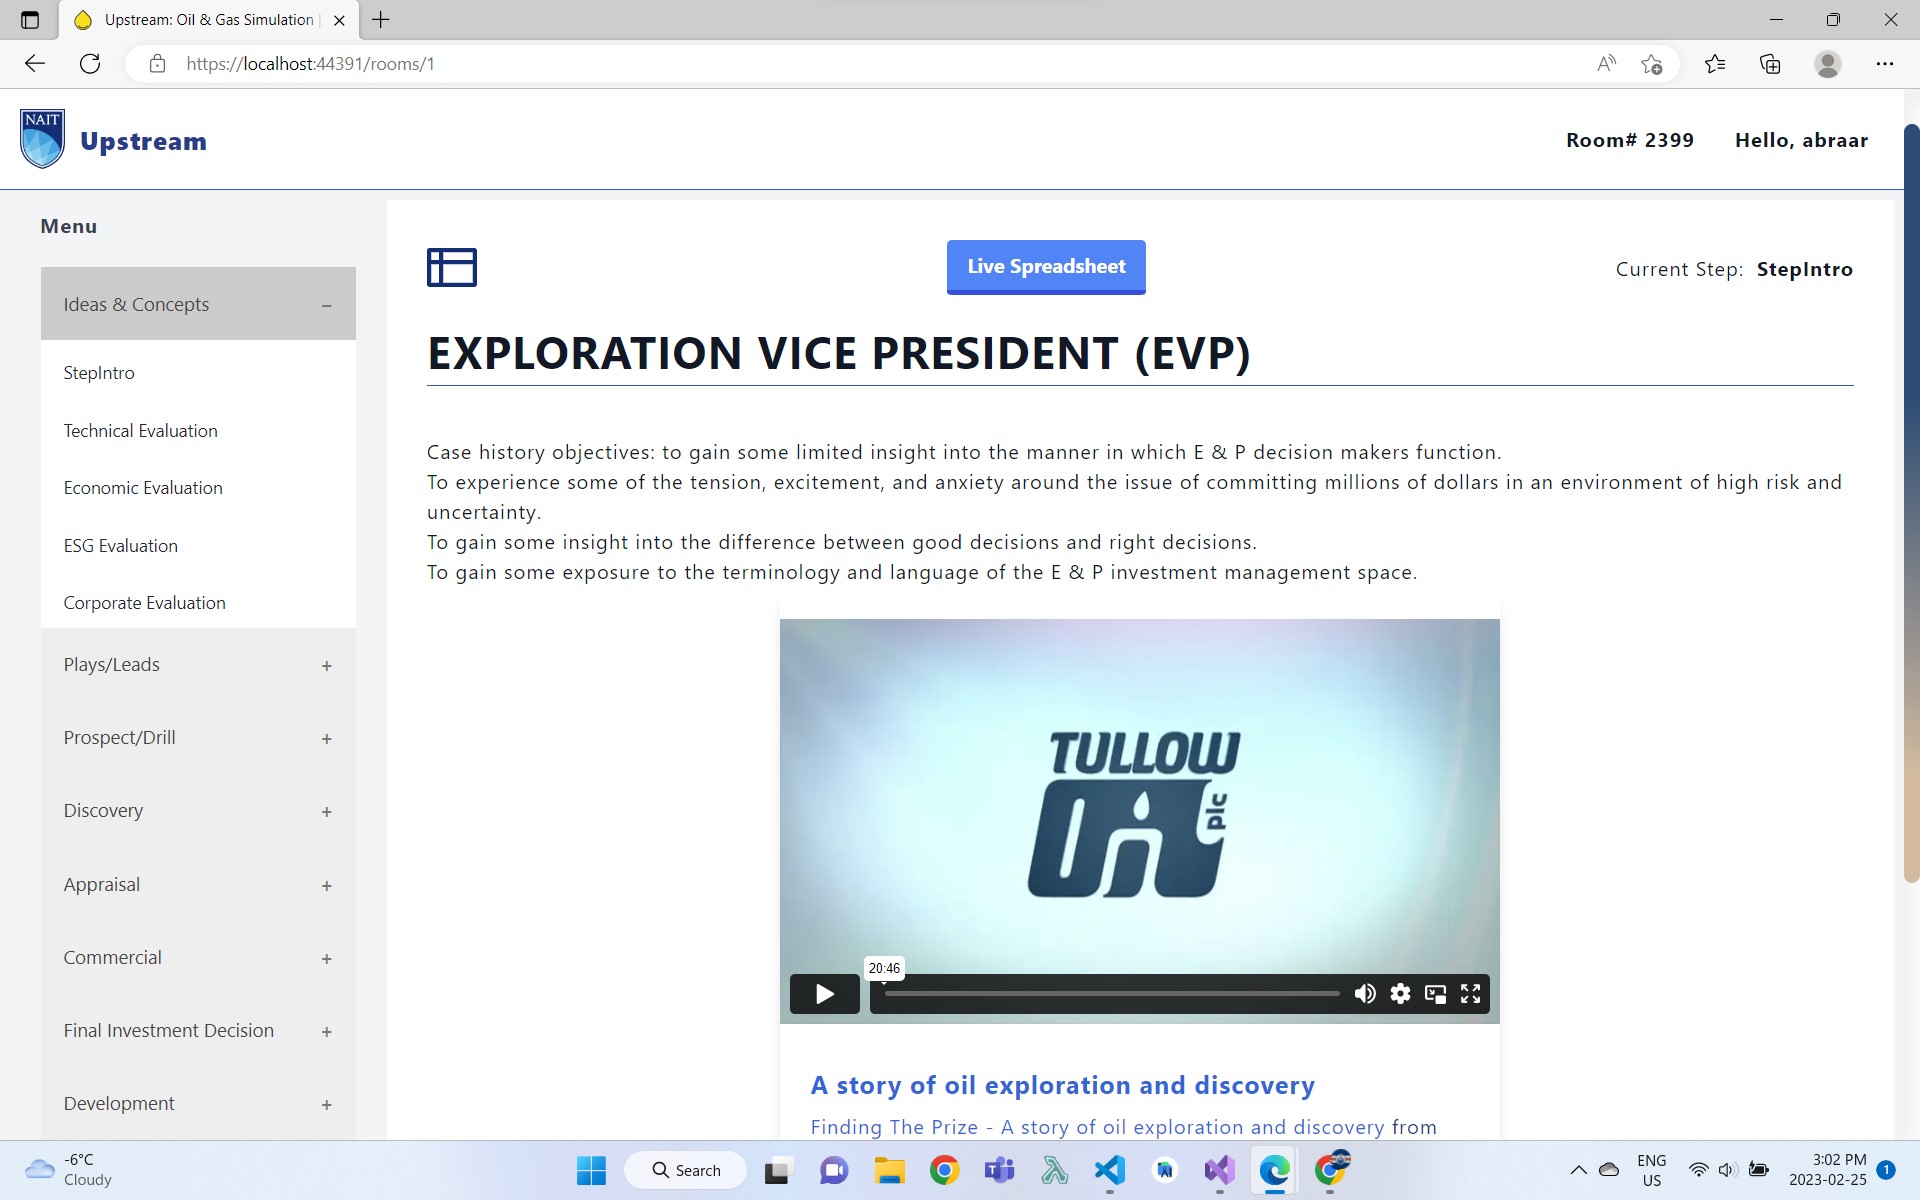 Upstream: Oil & Gas Simulation |
https://localhost:44391/rooms/1
NAIT
Upstream
Room# 2399
Hello, abraar
Menu
Ideas & Concepts −
StepIntro
Technical Evaluation
Economic Evaluation
ESG Evaluation
Corporate Evaluation
Plays/Leads +
Prospect/Drill +
Discovery +
Appraisal +
Commercial +
Final Investment Decision +
Development +
Live Spreadsheet
Current Step: StepIntro
EXPLORATION VICE PRESIDENT (EVP)
Case history objectives: to gain some limited insight into the manner in which E & P decision makers function.
To experience some of the tension, excitement, and anxiety around the issue of committing millions of dollars in an environment of high risk and
uncertainty.
To gain some insight into the difference between good decisions and right decisions.
To gain some exposure to the terminology and language of the E & P investment management space.
TULLOW
Oil plc
20:46
A story of oil exploration and discovery
Finding The Prize - A story of oil exploration and discovery from
-6°C
Cloudy
Search
ENG
US
3:02 PM
2023-02-25
1